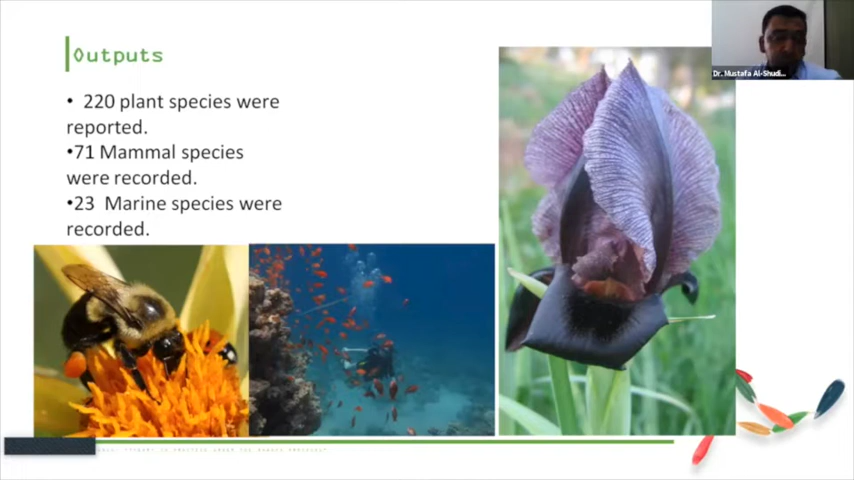 Outputs
• 220 plant species were
reported.
•71 Mammal species
were recorded.
•23 Marine species were
recorded.
Dr. Mustafa Al-Shudi...